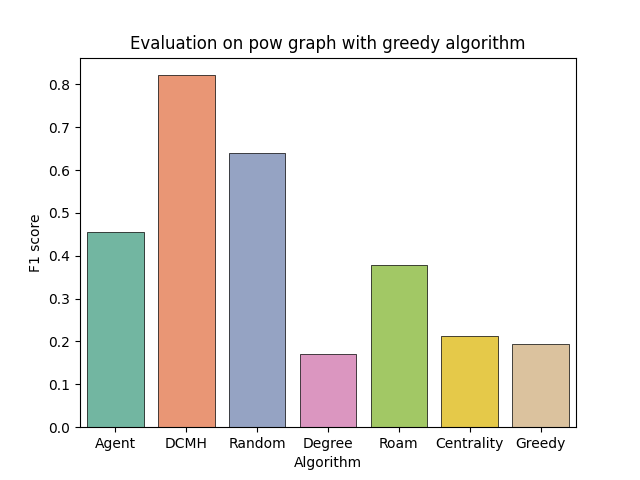 Evaluation on pow graph with greedy algorithm
F1 score
0.8
0.7
0.6
0.5
0.4
0.3
0.2
0.1
0.0
Agent DCMH Random Degree Roam Centrality Greedy
Algorithm